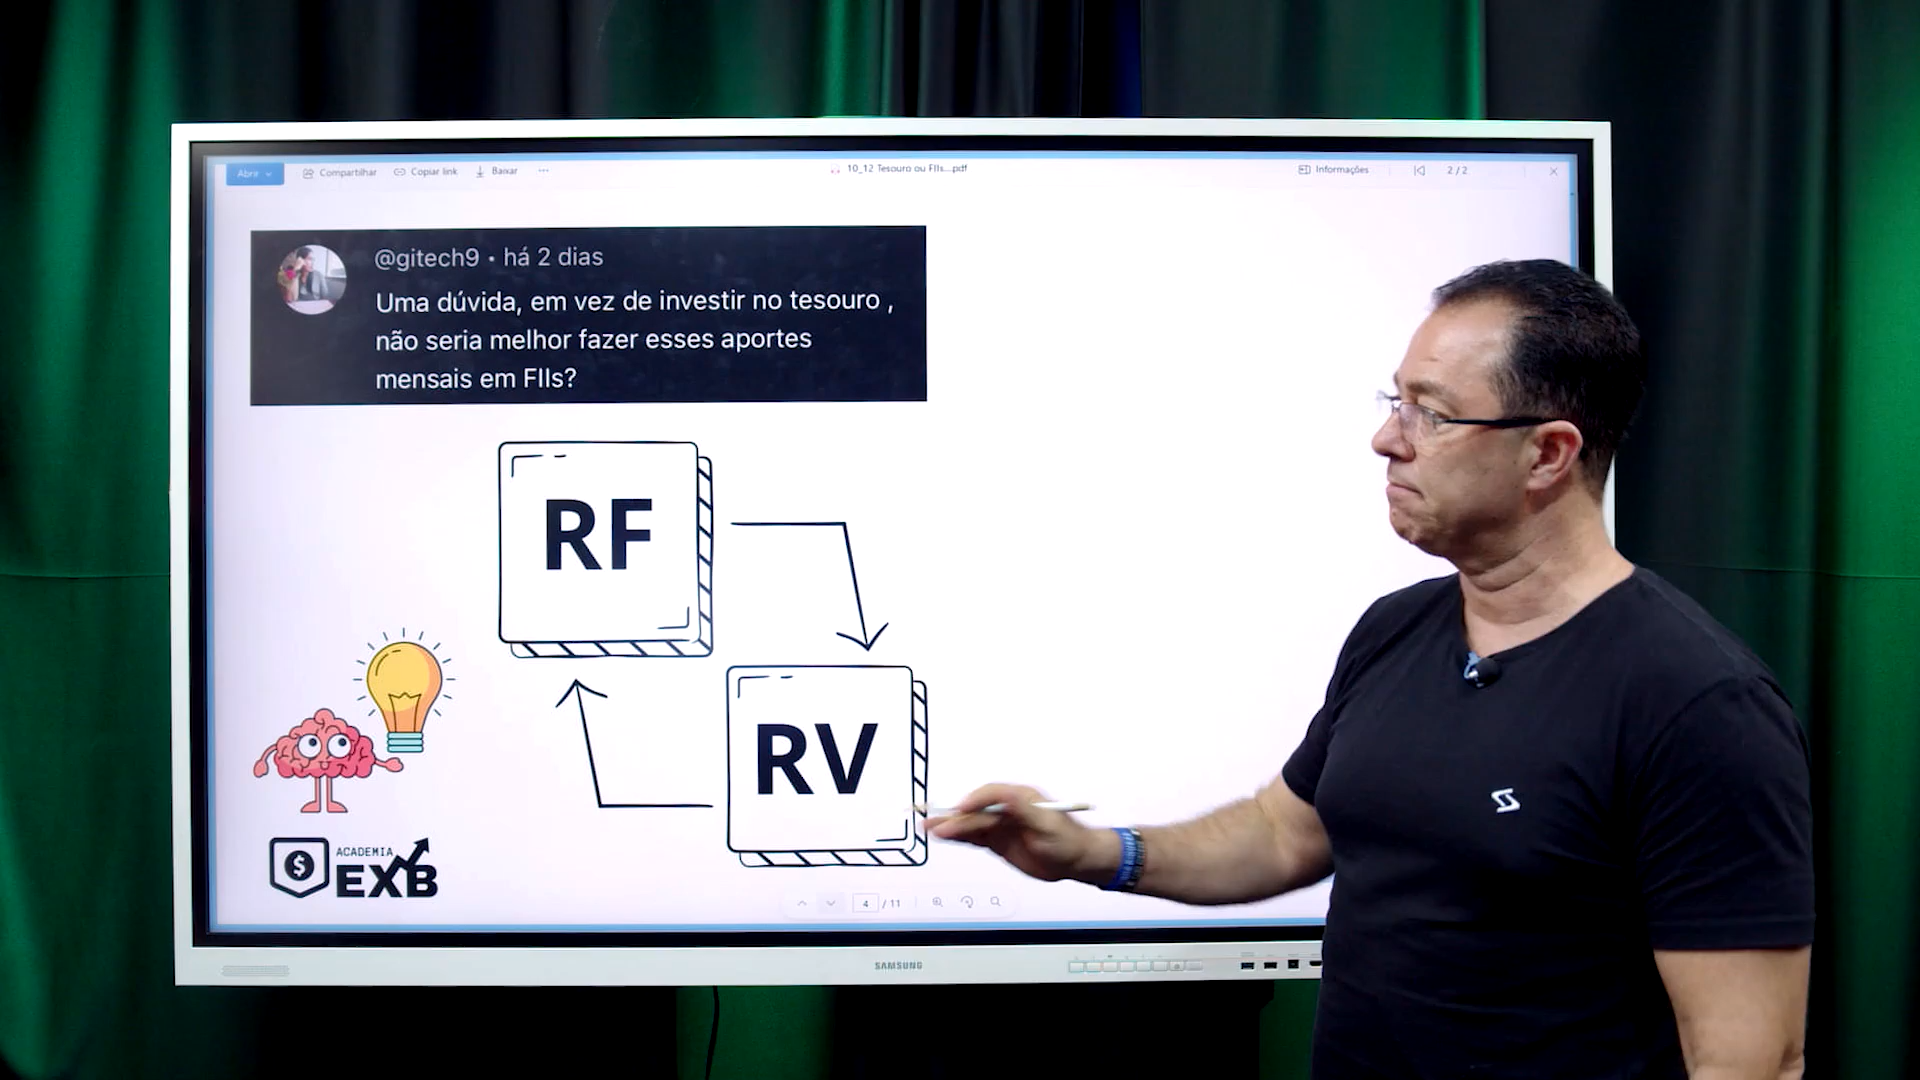 Abrir
Compartilhar
Copiar link
Baixar
10_12 Tesouro ou FIIs....pdf
Informações
2 / 2
@gitech9 • há 2 dias
Uma dúvida, em vez de investir no tesouro ,
não seria melhor fazer esses aportes
mensais em FIIs?
RF
RV
$
ACADEMIA
EXB
4 / 11
SAMSUNG